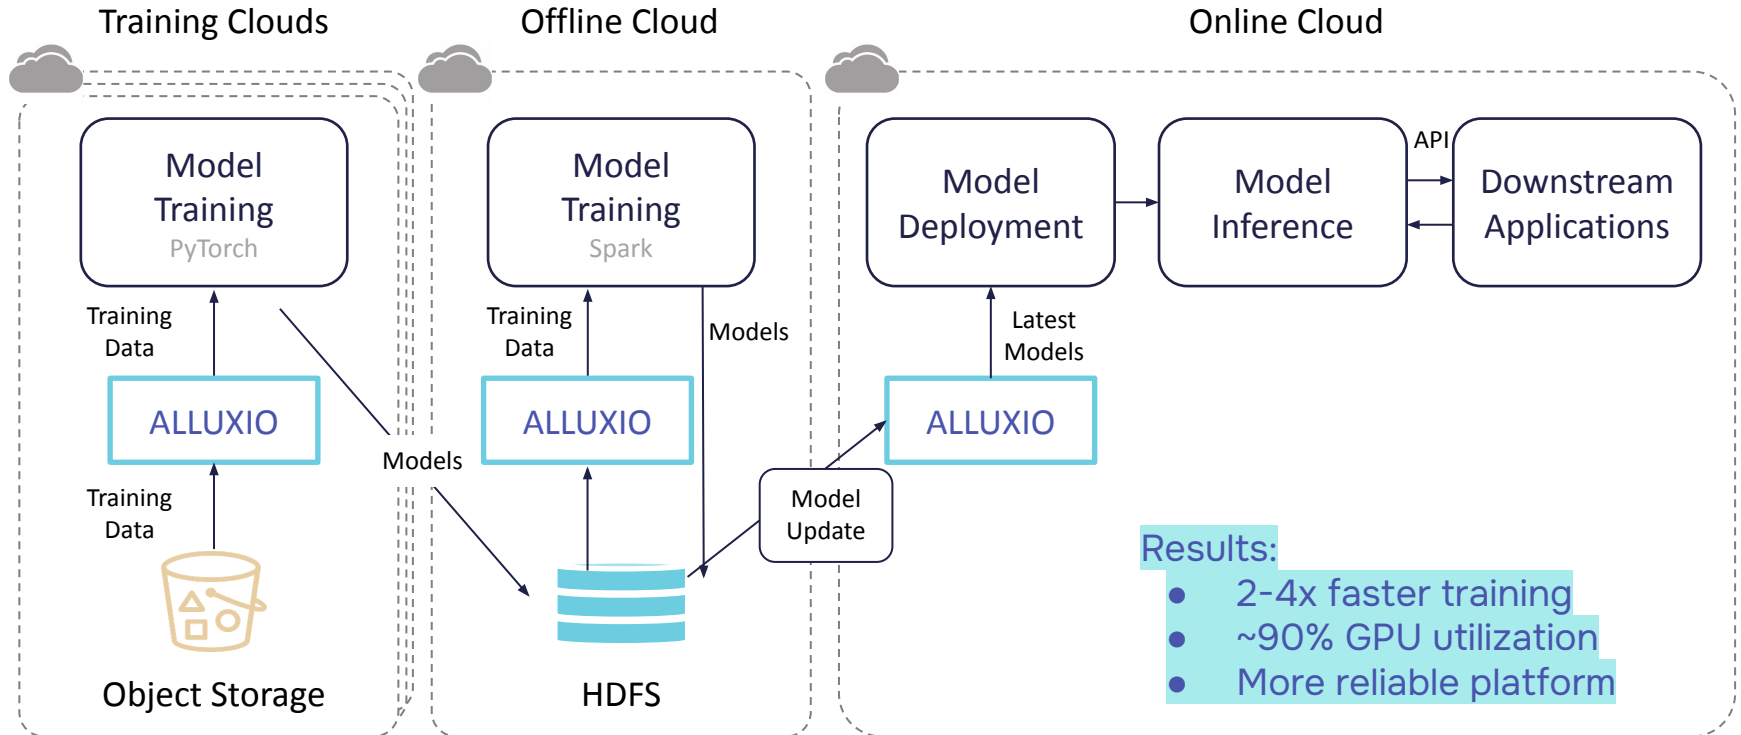 Training Clouds
Model
Training
PyTorch
Training
Data
ALLUXIO
Training
Data
Object Storage
Models
Offline Cloud
Model
Training
Spark
Training
Data
Models
ALLUXIO
HDFS
Model
Update
Online Cloud
Model
Deployment
Model
Inference
API
Downstream
Applications
Latest
Models
ALLUXIO
Results:
● 2-4x faster training
● ~90% GPU utilization
● More reliable platform